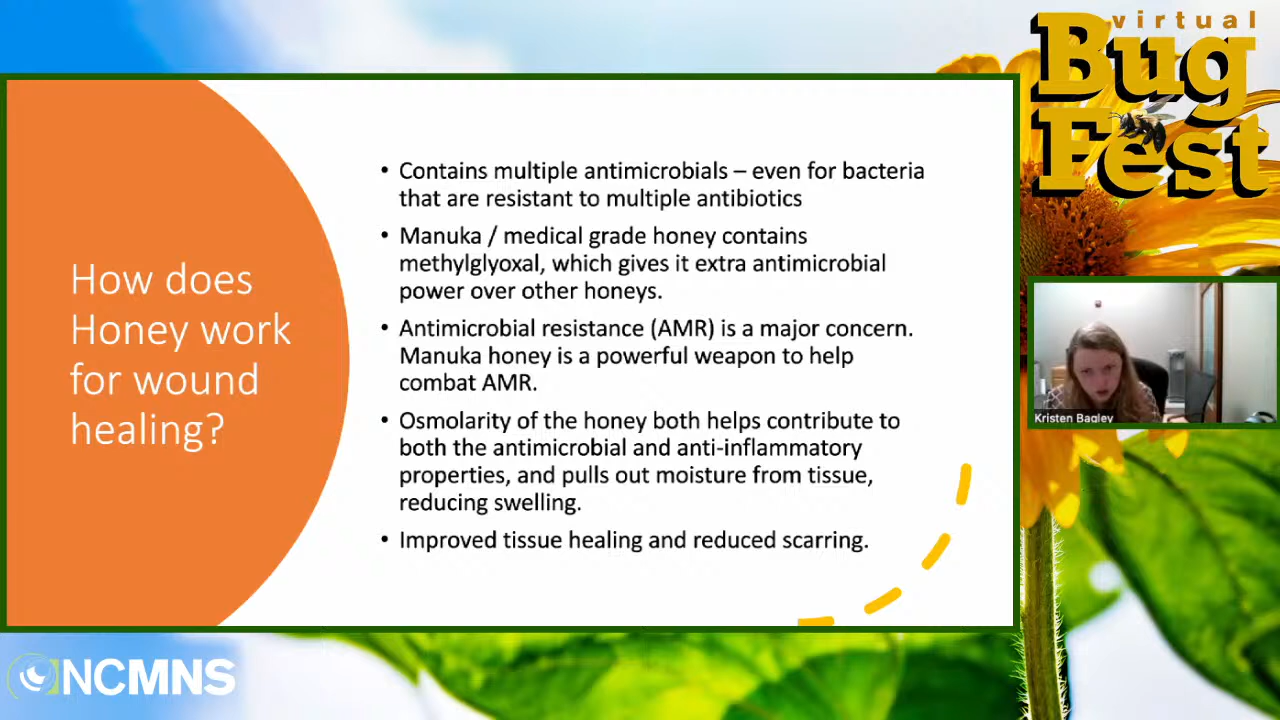 virtual
Bug
Fest
How does
Honey work
for wound
healing?
• Contains multiple antimicrobials – even for bacteria
that are resistant to multiple antibiotics
• Manuka / medical grade honey contains
methylglyoxal, which gives it extra antimicrobial
power over other honeys.
• Antimicrobial resistance (AMR) is a major concern.
Manuka honey is a powerful weapon to help
combat AMR.
• Osmolarity of the honey both helps contribute to
both the antimicrobial and anti-inflammatory
properties, and pulls out moisture from tissue,
reducing swelling.
• Improved tissue healing and reduced scarring.
Kristen Bagley
NCMNS